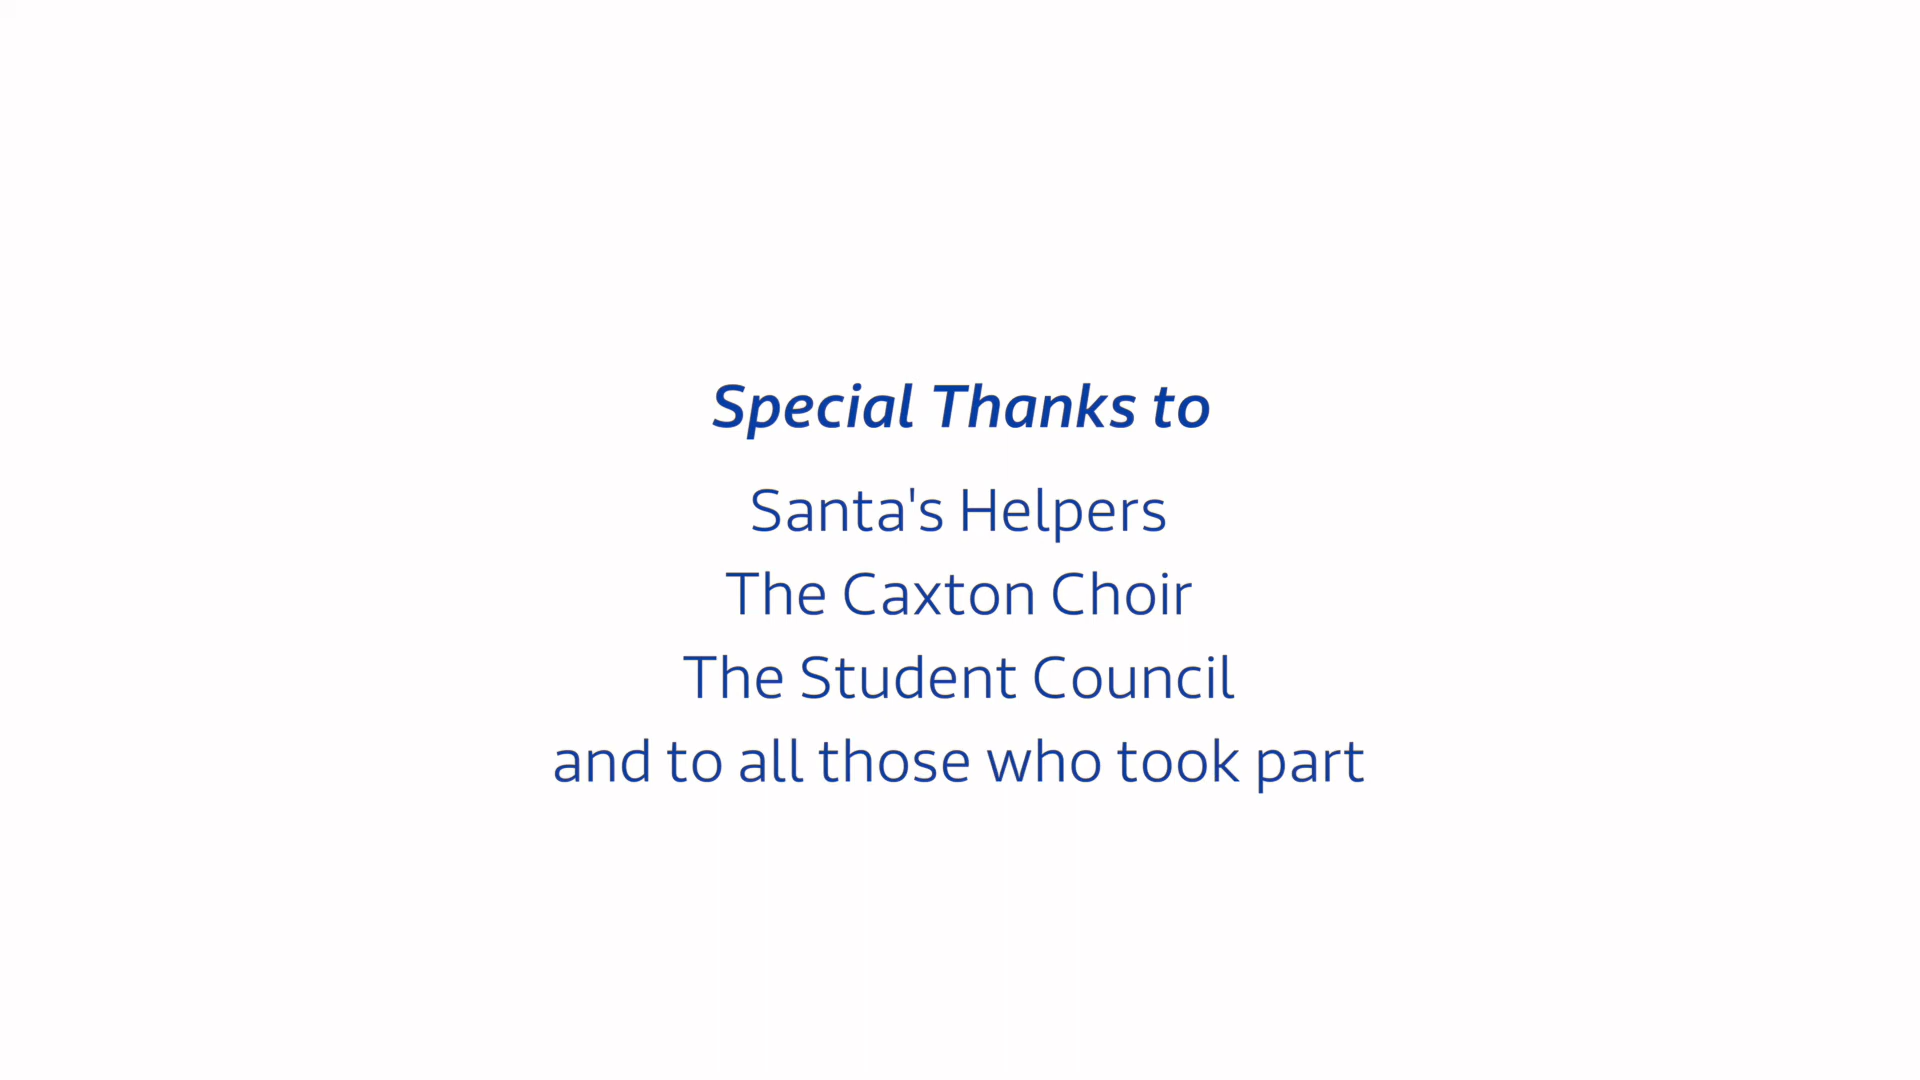 Special Thanks to
Santa's Helpers
The Caxton Choir
The Student Council
and to all those who took part